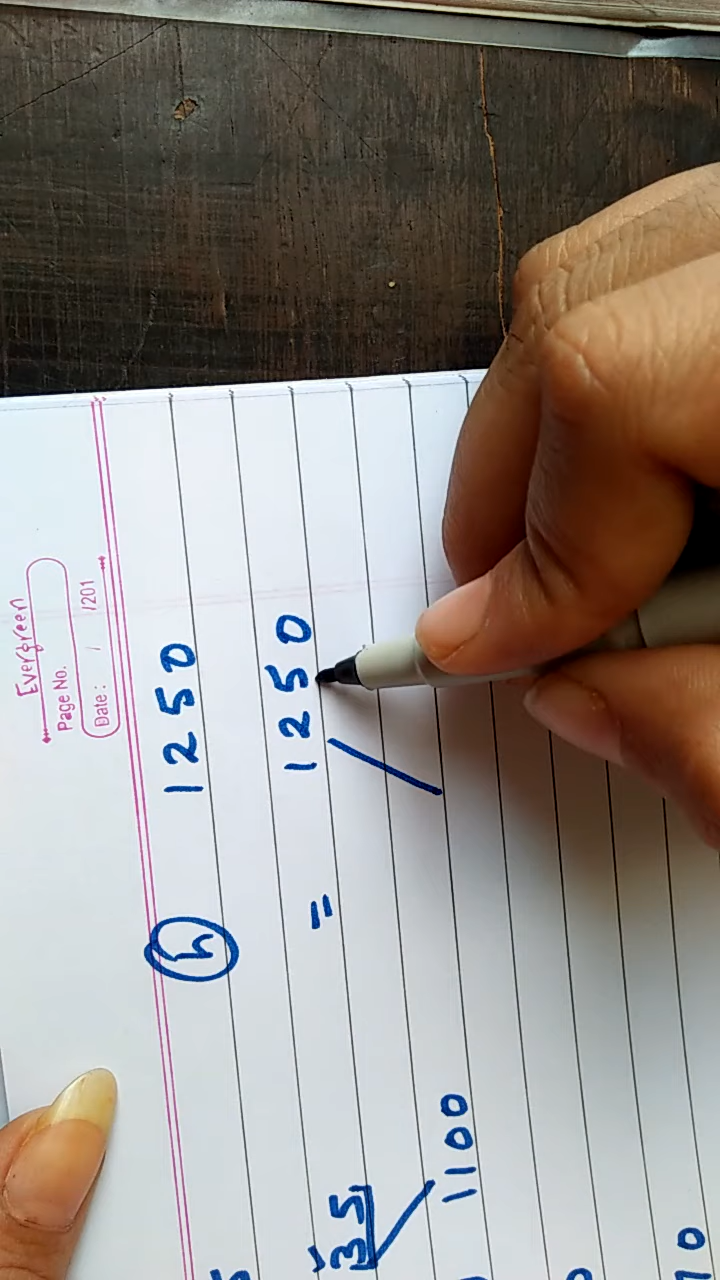 Evergreen
Page No.
Date : / /201
h 1250
= 1250
35
1100